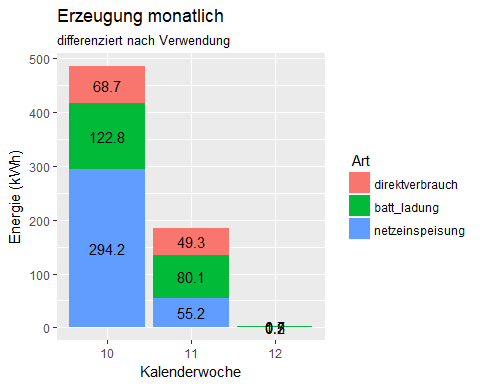 Erzeugung monatlich
differenziert nach Verwendung
500
400
300
200
100
0
Energie (kWh)
68.7
122.8
294.2
49.3
80.1
55.2
10
11
12
Kalenderwoche
Art
direktverbrauch
batt_ladung
netzeinspeisung